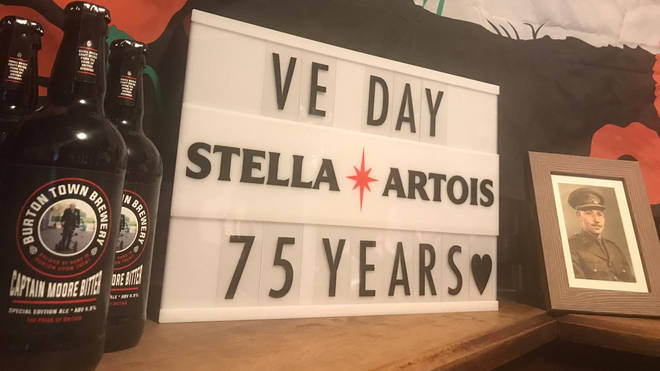 VE DAY
STELLA ARTOIS
75 YEARS
BURTON TOWN BREWERY
CAPTAIN MOORE BITTER
SPECIAL EDITION ALE